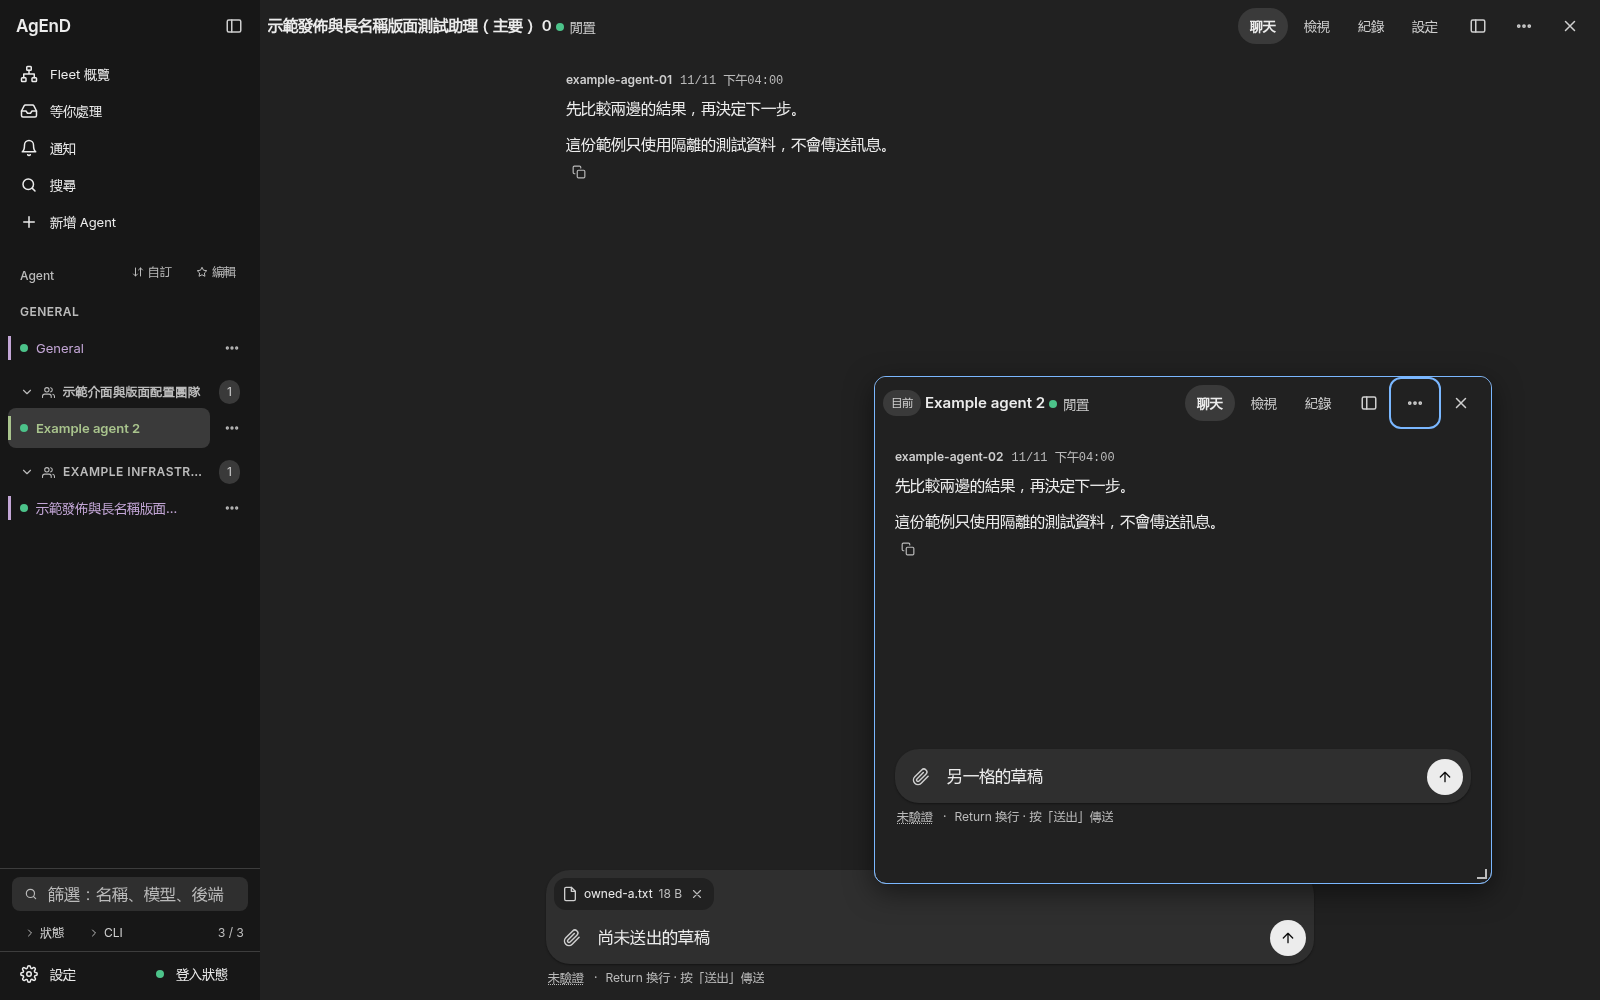 AgEnD
Fleet 概覽
等你處理
通知
搜尋
新增 Agent
Agent
自訂
編輯
GENERAL
General
示範介面與版面配置團隊
1
Example agent 2
EXAMPLE INFRASTR...
1
示範發佈與長名稱版面...
篩選：名稱、模型、後端
狀態
CLI
3 / 3
設定
登入狀態
示範發佈與長名稱版面測試助理（主要）0
閒置
聊天
檢視
紀錄
設定
example-agent-01 11/11 下午04:00
先比較兩邊的結果，再決定下一步。
這份範例只使用隔離的測試資料，不會傳送訊息。
目前
Example agent 2
閒置
聊天
檢視
紀錄
example-agent-02 11/11 下午04:00
先比較兩邊的結果，再決定下一步。
這份範例只使用隔離的測試資料，不會傳送訊息。
另一格的草稿
未驗證 · Return 換行 · 按「送出」傳送
owned-a.txt 18 B
尚未送出的草稿
未驗證 · Return 換行 · 按「送出」傳送